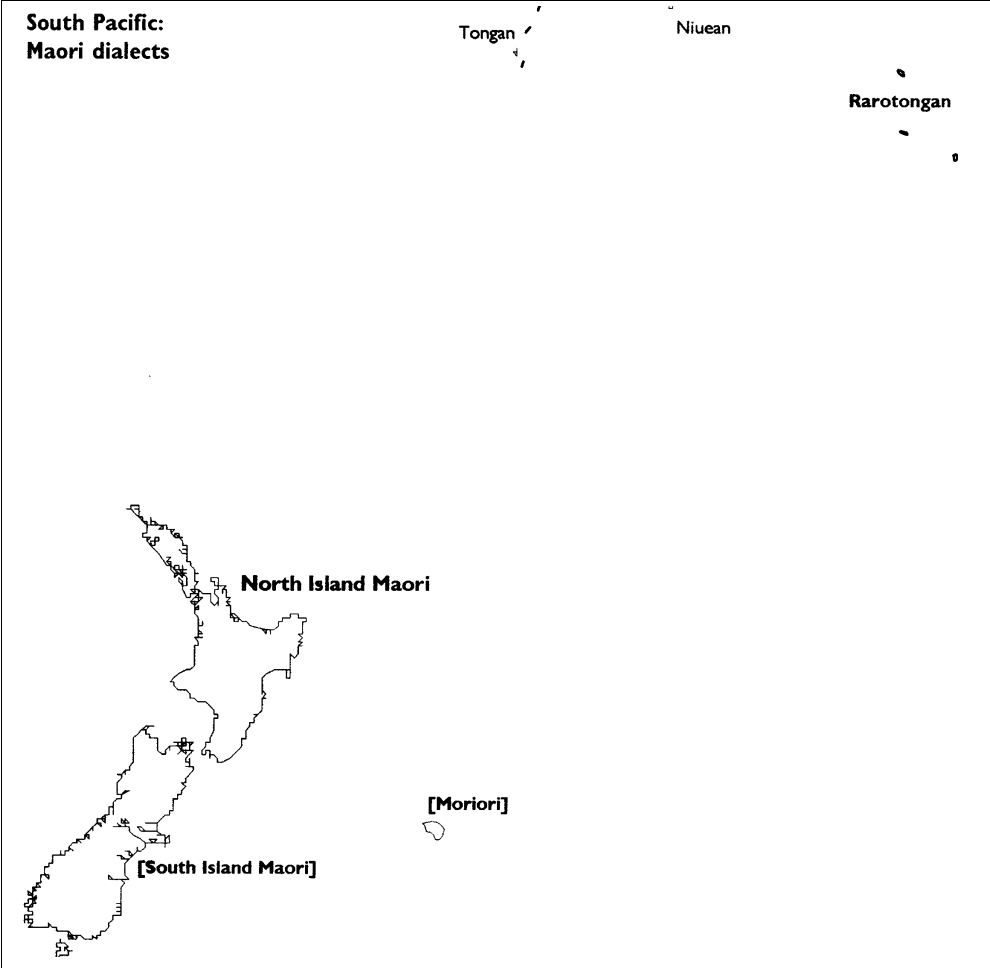 South Pacific:
Maori dialects
Tongan
Niuean
Rarotongan
North Island Maori
[Moriori]
[South Island Maori]